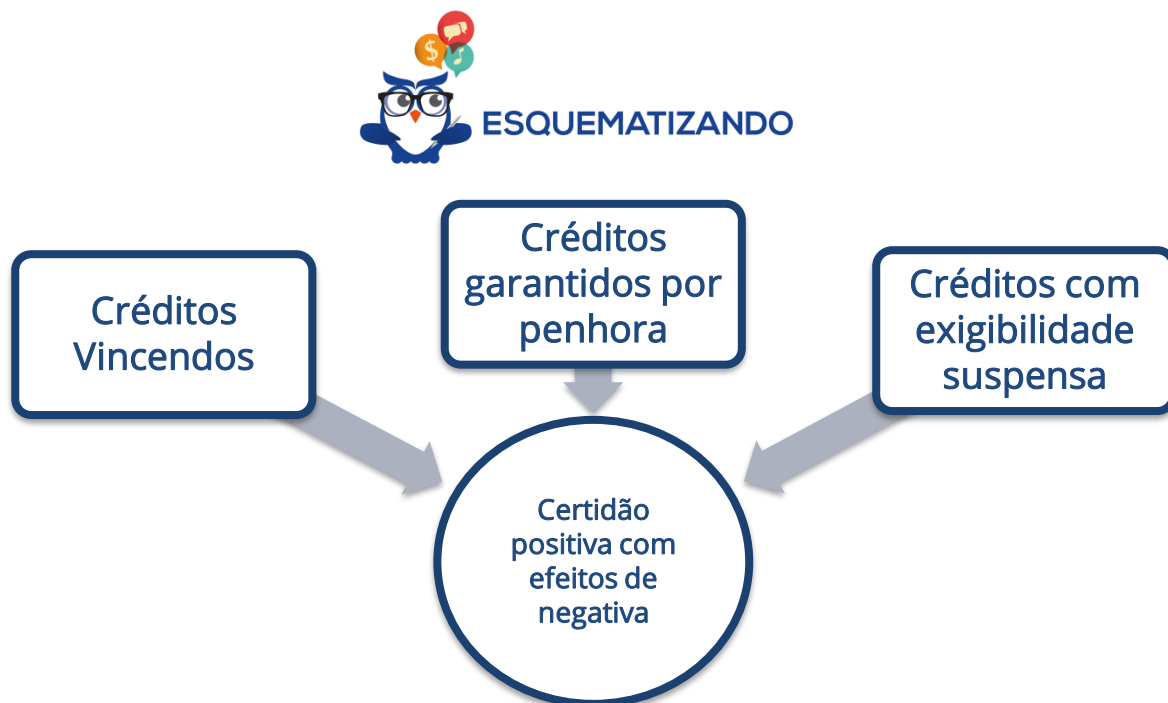 ESQUEMATIZANDO
Créditos
Vincendos
Créditos
garantidos por
penhora
Créditos com
exigibilidade
suspensa
Certidão
positiva com
efeitos de
negativa